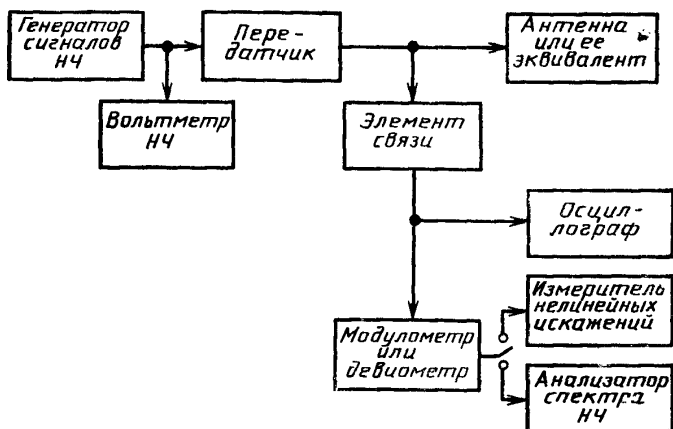 Генератор
сигналов
НЧ
Пере-
датчик
Антенна
или ее
эквивалент
Вольтметр
НЧ
Элемент
связи
Осцил-
лограф
Измеритель
нелинейных
искажений
Модулометр
или
девиометр
Анализатор
спектра
НЧ